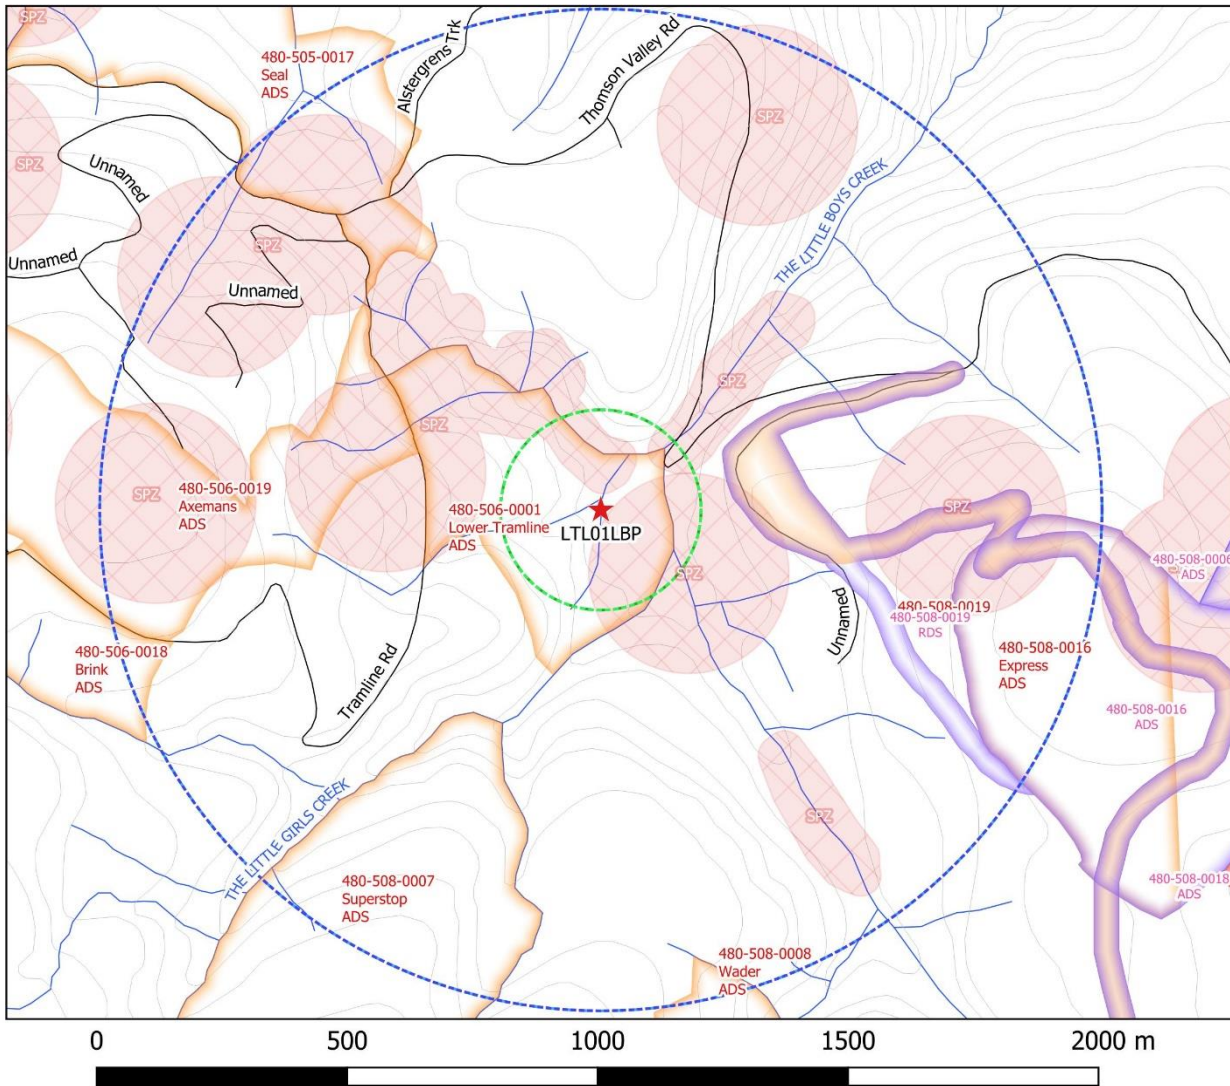 SPZ
480-505-0017
Seal
ADS
Alstergrens Trk
Thomson Valley Rd
SPZ
SPZ
Unnamed
THE LITTLE BOYS CREEK
SPZ
Unnamed
Unnamed
SPZ
SPZ
SPZ
480-506-0019
Axemans
ADS
480-506-0001
Lower Tramline
ADS
LTL01LBP
SPZ
SPZ
480-508-0006
ADS
Unnamed
480-508-0019
480-508-0019
RDS
480-508-0016
Express
ADS
480-506-0018
Brink
ADS
Tramline Rd
480-508-0016
ADS
THE LITTLE GIRLS CREEK
SPZ
480-508-0007
Superstop
ADS
480-508-0018
ADS
480-508-0008
Wader
ADS
0 500 1000 1500 2000 m